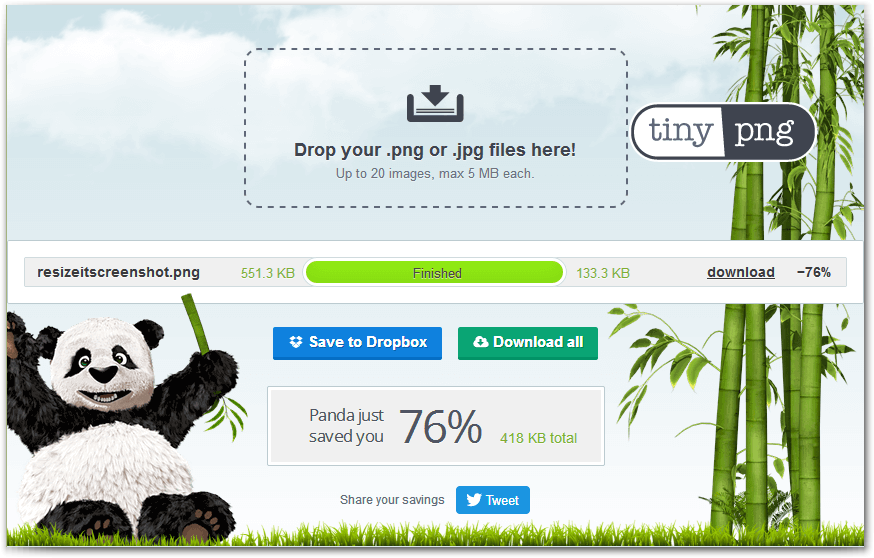 Drop your .png or .jpg files here!
Up to 20 images, max 5 MB each.
tiny png
resizeitscreenshot.png 551.3 KB Finished 133.3 KB download −76%
Save to Dropbox Download all
Panda just
saved you 76% 418 KB total
Share your savings Tweet